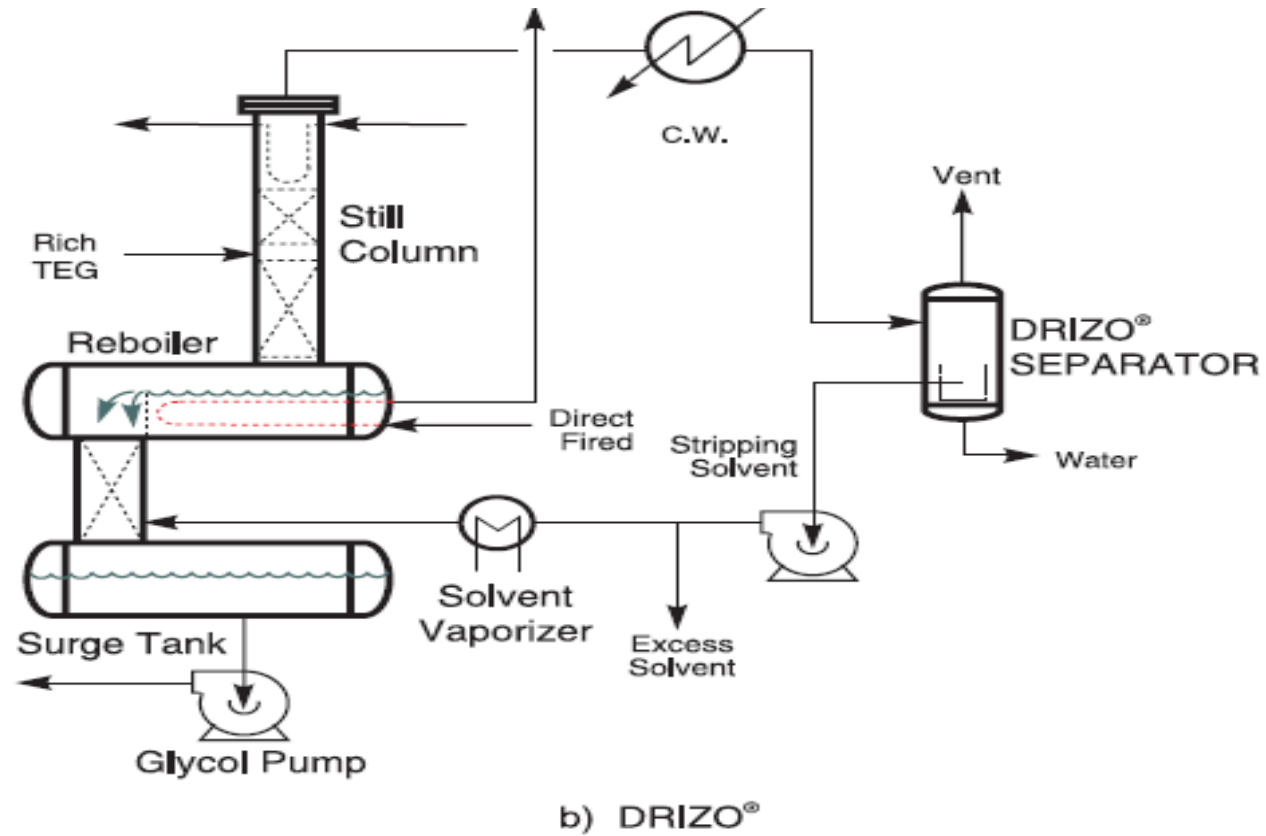 C.W.
Vent
Still
Column
Rich
TEG
DRIZO®
SEPARATOR
Reboiler
Direct
Fired
Stripping
Solvent
Water
Solvent
Vaporizer
Excess
Solvent
Surge Tank
Glycol Pump
b) DRIZO®